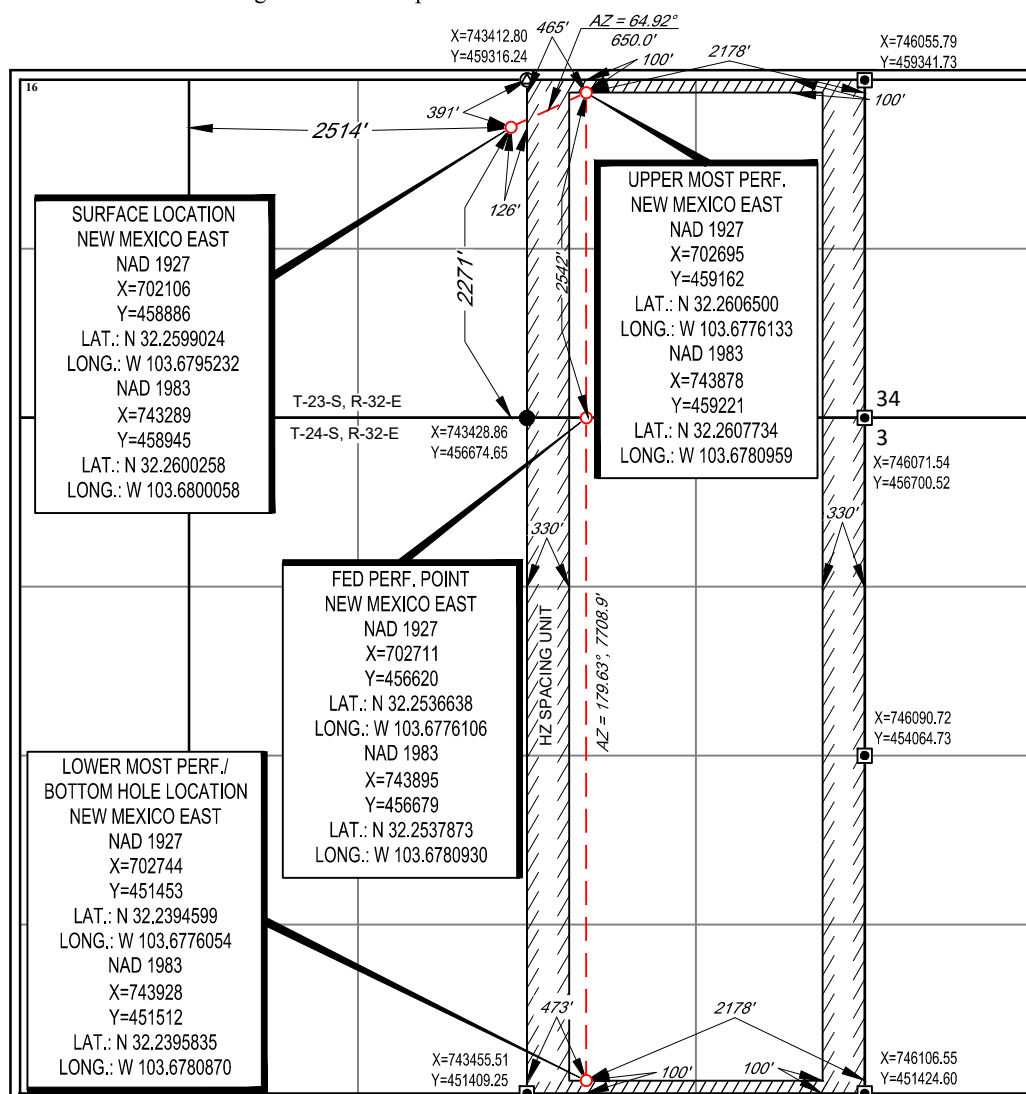 X=743412.80
Y=459316.24
465'
AZ = 64.92°
650.0'
100'
2178'
X=746055.79
Y=459341.73
16
391'
2514'
100'
126'
2271'
2542'
SURFACE LOCATION
NEW MEXICO EAST
NAD 1927
X=702106
Y=458886
LAT.: N 32.2599024
LONG.: W 103.6795232
NAD 1983
X=743289
Y=458945
LAT.: N 32.2600258
LONG.: W 103.6800058
UPPER MOST PERF.
NEW MEXICO EAST
NAD 1927
X=702695
Y=459162
LAT.: N 32.2606500
LONG.: W 103.6776133
NAD 1983
X=743878
Y=459221
LAT.: N 32.2607734
LONG.: W 103.6780959
T-23-S, R-32-E
T-24-S, R-32-E
X=743428.86
Y=456674.65
34
3
X=746071.54
Y=456700.52
330'
330'
FED PERF. POINT
NEW MEXICO EAST
NAD 1927
X=702711
Y=456620
LAT.: N 32.2536638
LONG.: W 103.6776106
NAD 1983
X=743895
Y=456679
LAT.: N 32.2537873
LONG.: W 103.6780930
HZ SPACING UNIT
AZ = 179.63°, 7708.9'
X=746090.72
Y=454064.73
LOWER MOST PERF./
BOTTOM HOLE LOCATION
NEW MEXICO EAST
NAD 1927
X=702744
Y=451453
LAT.: N 32.2394599
LONG.: W 103.6776054
NAD 1983
X=743928
Y=451512
LAT.: N 32.2395835
LONG.: W 103.6780870
473'
2178'
X=743455.51
Y=451409.25
100'
100'
X=746106.55
Y=451424.60